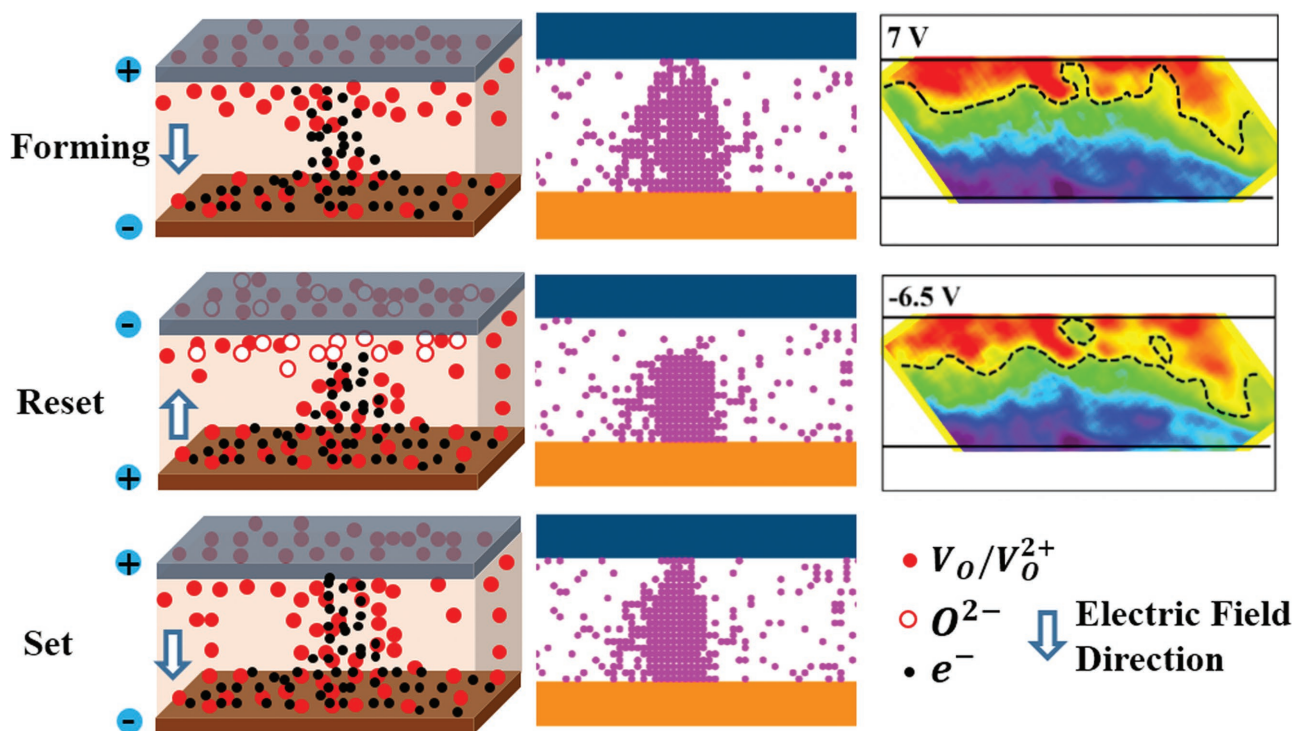 7 V
+
Forming
-
-6.5 V
-
Reset
+
+
Set
-
V_O/V_O^{2+}
O^{2-}
e^-
Electric Field
Direction